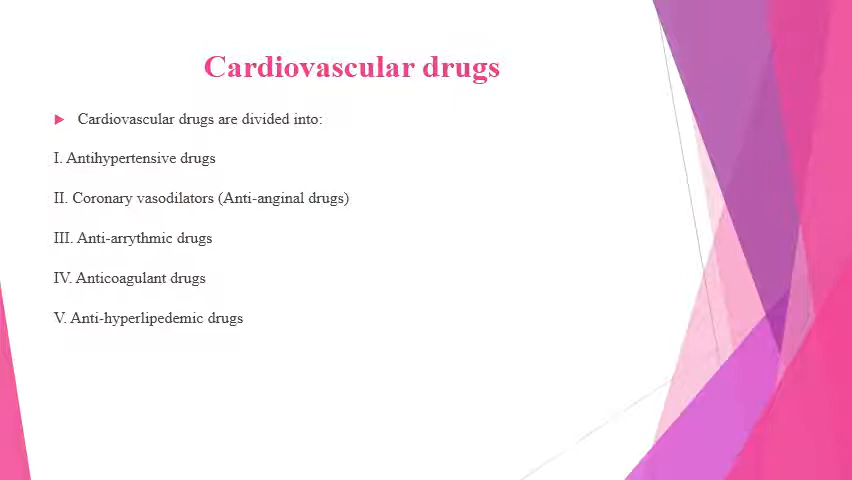 Cardiovascular drugs
Cardiovascular drugs are divided into:
I. Antihypertensive drugs
II. Coronary vasodilators (Anti-anginal drugs)
III. Anti-arrythmic drugs
IV. Anticoagulant drugs
V. Anti-hyperlipedemic drugs